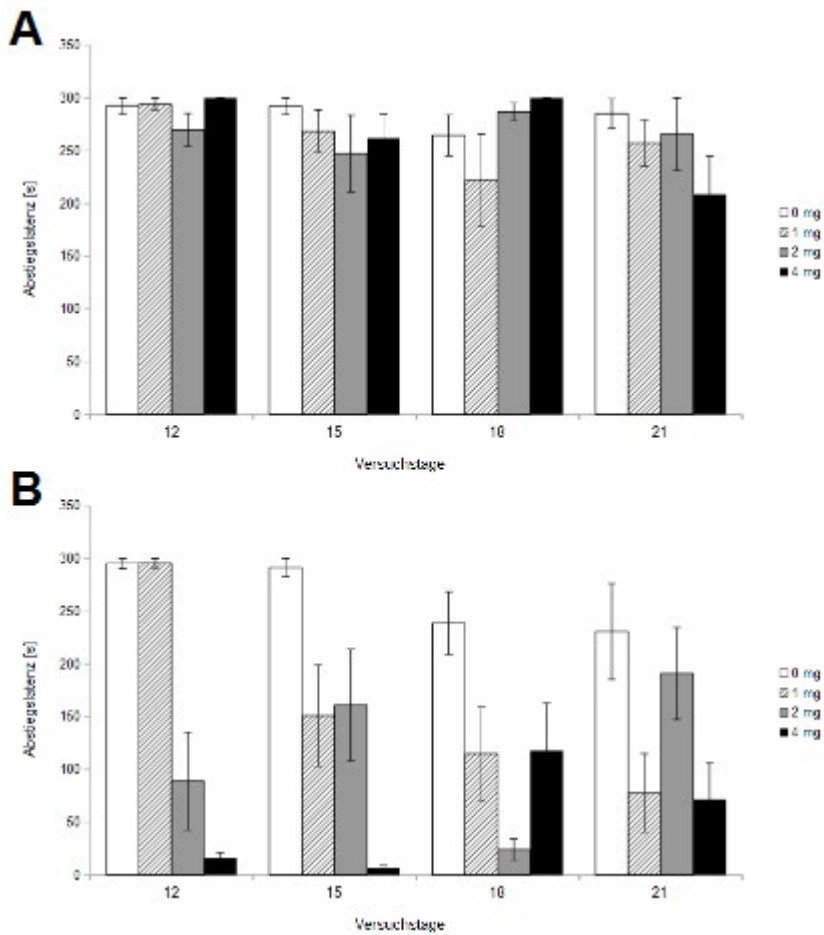 A
350
300
250
200
150
100
50
0
Abstiegslatenz [s]
12 15 18 21
Versuchstage
0 mg
1 mg
2 mg
4 mg
B
350
300
250
200
150
100
50
0
Abstiegslatenz [s]
12 15 18 21
Versuchstage
0 mg
1 mg
2 mg
4 mg